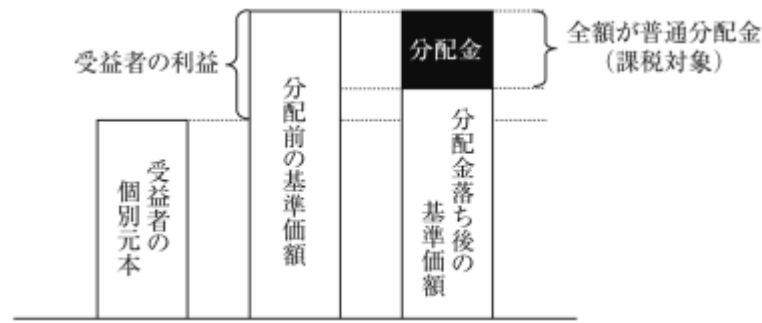 受益者の利益
分配金
全額が普通分配金
（課税対象）
受益者の
個別元本
分配前の基準価額
分配金落ち後の
基準価額